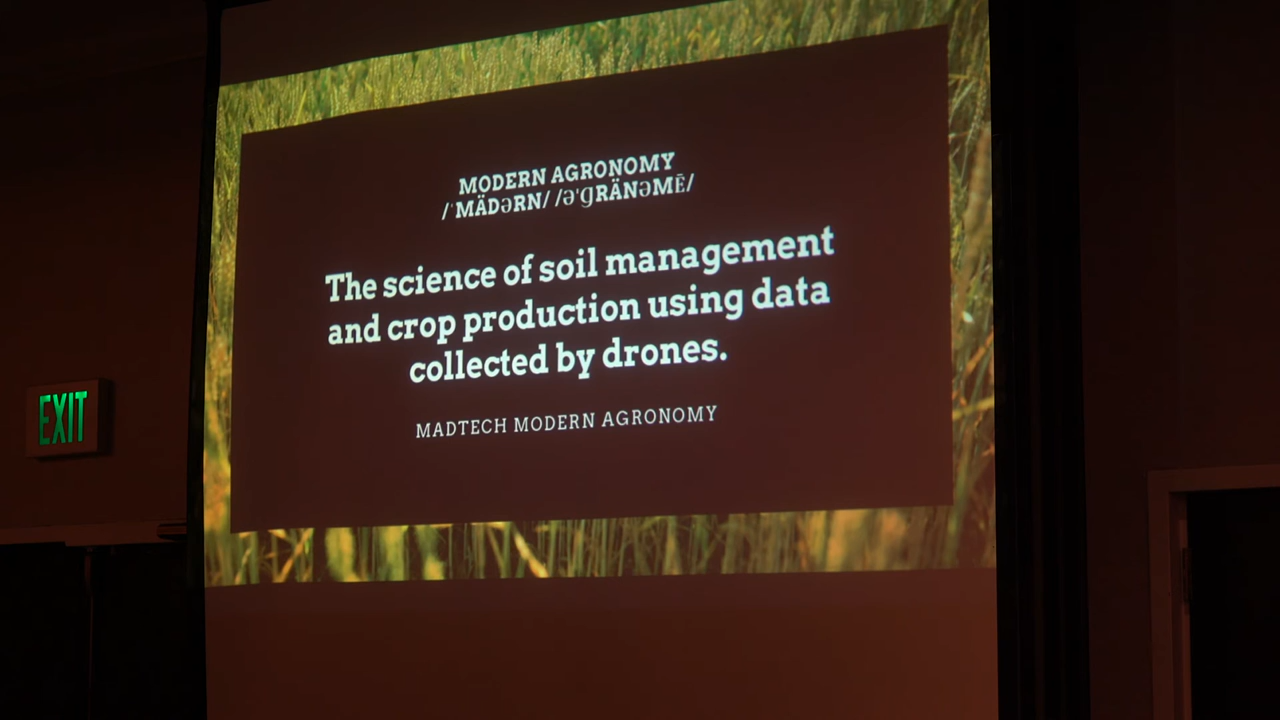 MODERN AGRONOMY
/ˈMÄDəRN/ /əˈɡRÄNəMĒ/
The science of soil management
and crop production using data
collected by drones.
MADTECH MODERN AGRONOMY
EXIT